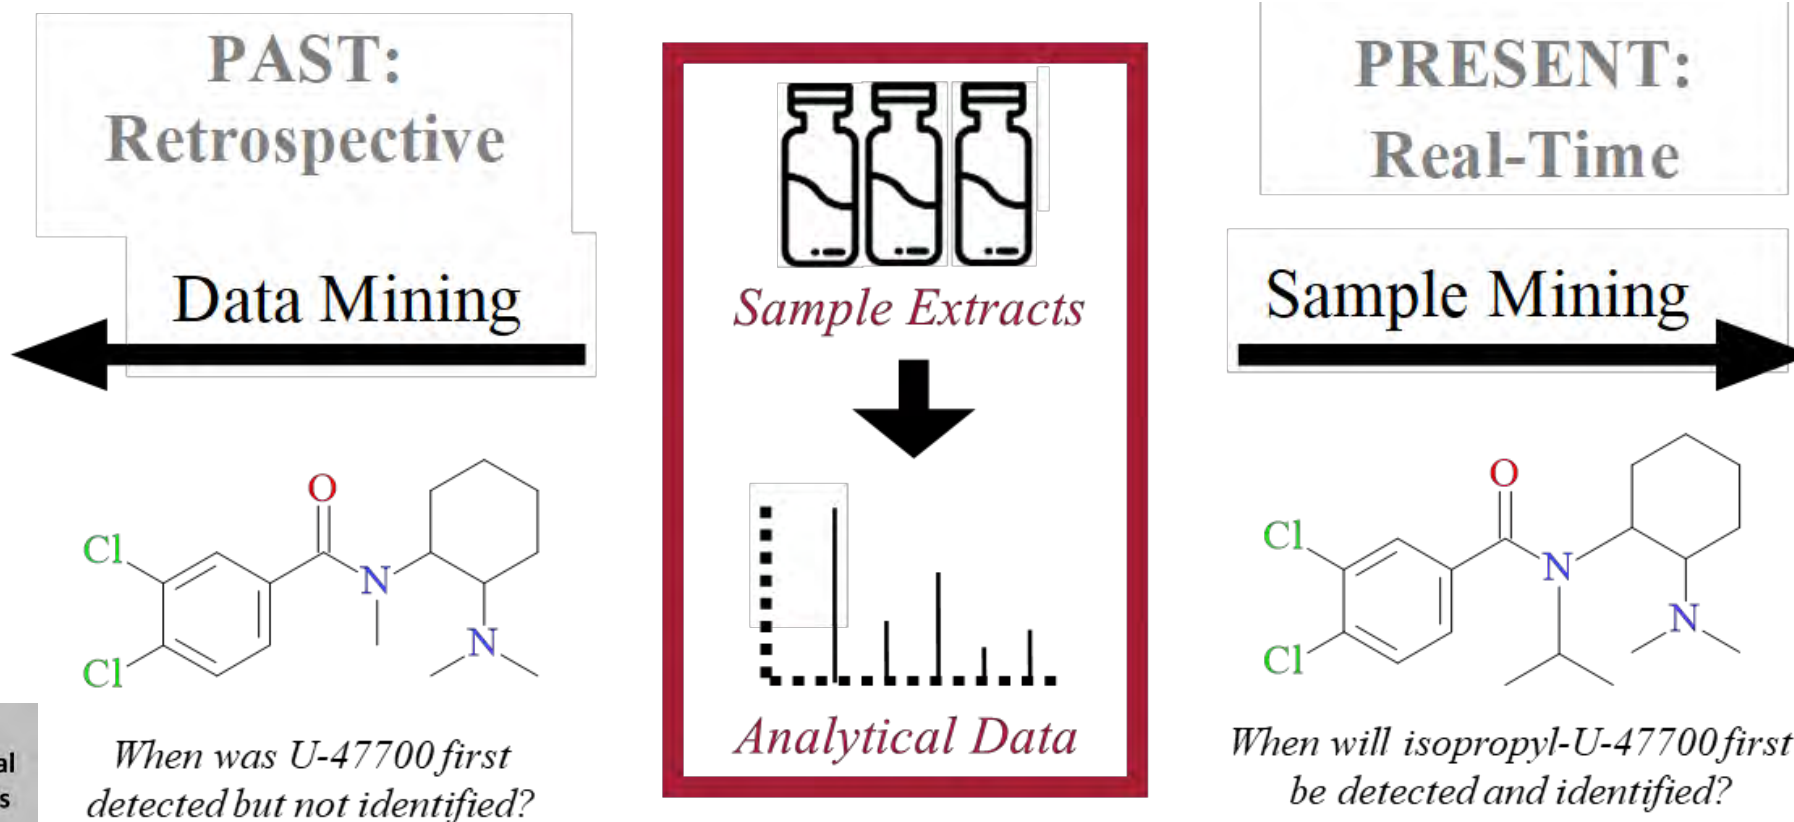 PAST:
Retrospective
Data Mining
O
Cl
N
N
Cl
When was U-47700 first
detected but not identified?
al
s
Sample Extracts
Analytical Data
PRESENT:
Real-Time
Sample Mining
O
Cl
N
N
Cl
When will isopropyl-U-47700 first
be detected and identified?